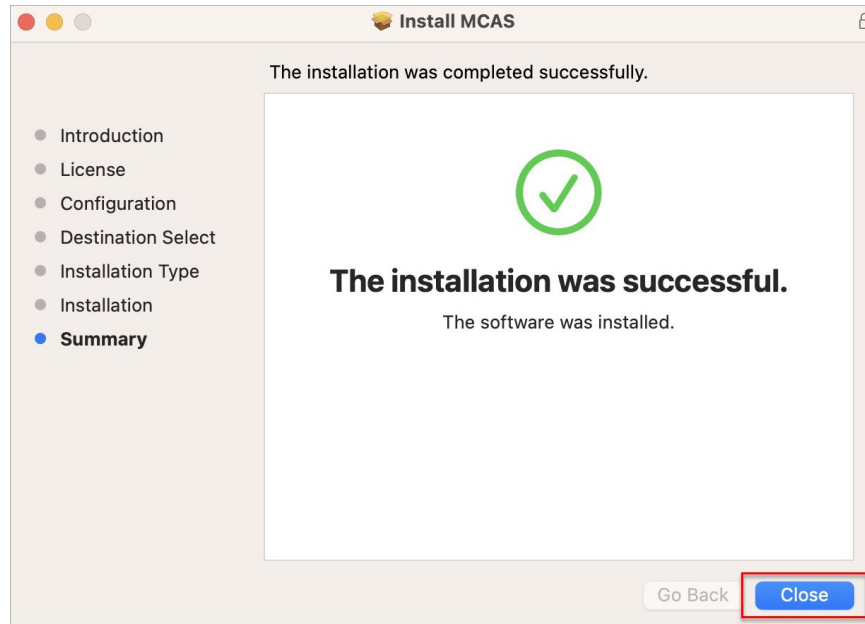 Install MCAS
The installation was completed successfully.
Introduction
License
Configuration
Destination Select
Installation Type
Installation
Summary
The installation was successful.
The software was installed.
Go Back
Close